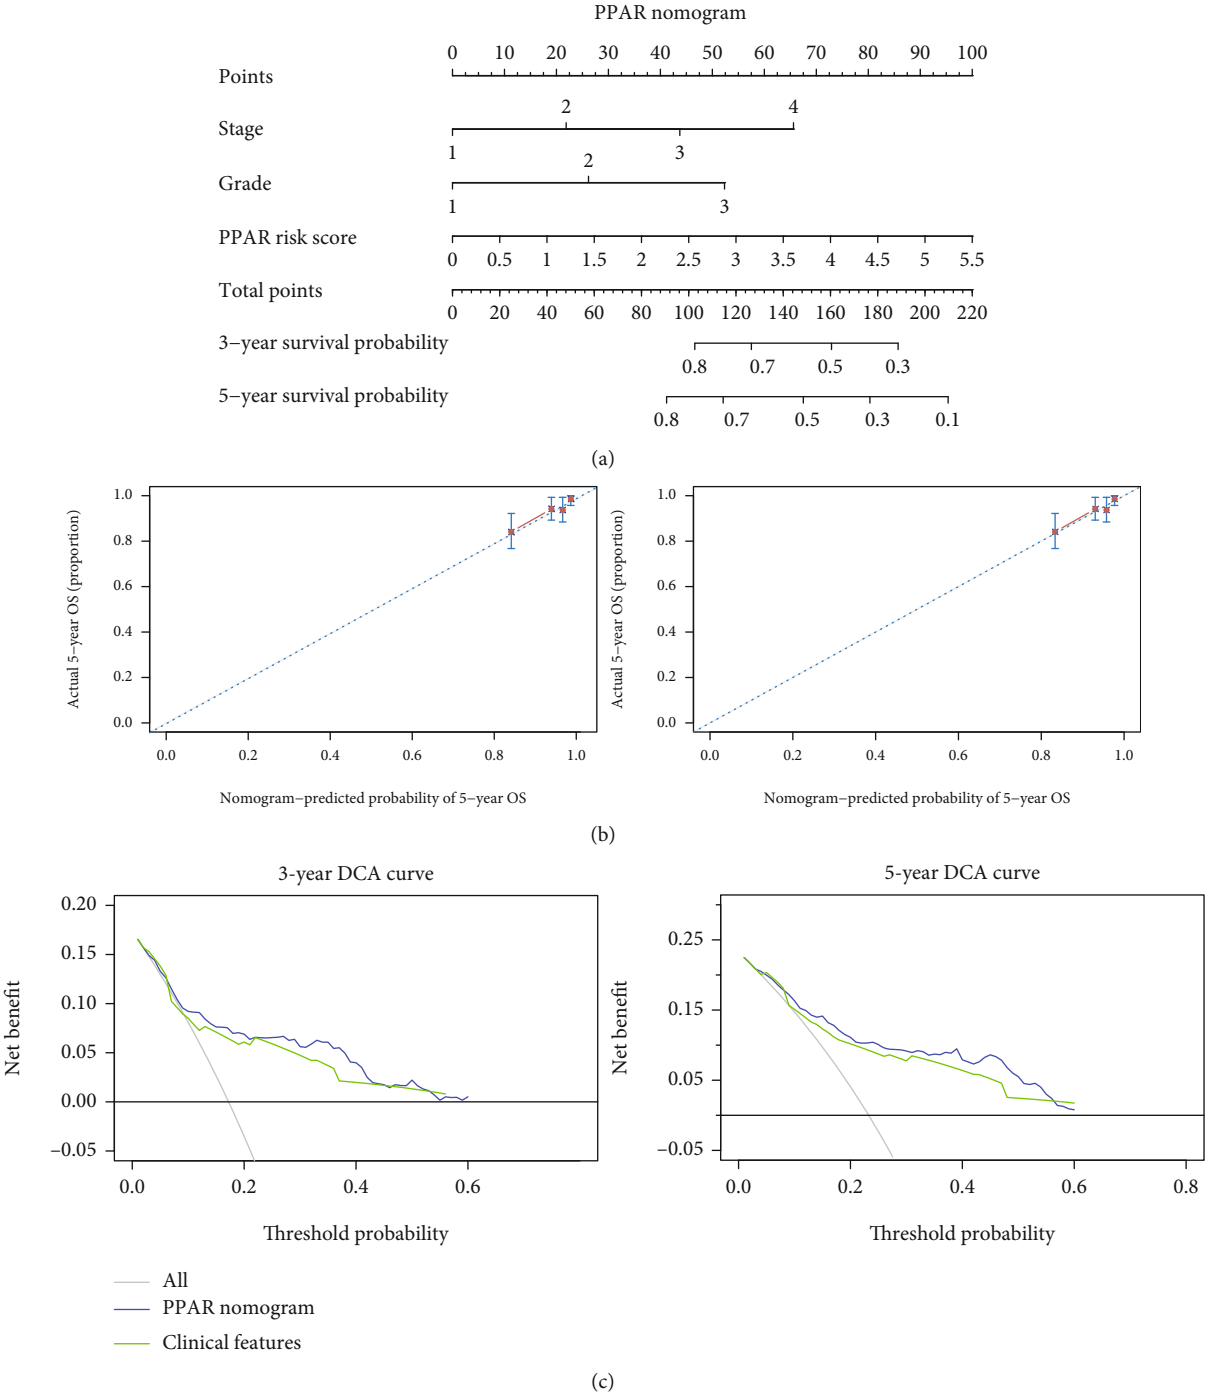 PPAR nomogram
0 10 20 30 40 50 60 70 80 90 100
Points
2 4
Stage
1 3
2
Grade
1 3
PPAR risk score
0 0.5 1 1.5 2 2.5 3 3.5 4 4.5 5 5.5
Total points
0 20 40 60 80 100 120 140 160 180 200 220
3−year survival probability
0.8 0.7 0.5 0.3
5−year survival probability
0.8 0.7 0.5 0.3 0.1
(a)
Actual 5−year OS (proportion)
1.0
0.8
0.6
0.4
0.2
0.0
0.0 0.2 0.4 0.6 0.8 1.0
Nomogram−predicted probability of 5−year OS
Actual 5−year OS (proportion)
1.0
0.8
0.6
0.4
0.2
0.0
0.0 0.2 0.4 0.6 0.8 1.0
Nomogram−predicted probability of 5−year OS
(b)
3-year DCA curve
Net benefit
0.20
0.15
0.10
0.05
0.00
−0.05
0.0 0.2 0.4 0.6
Threshold probability
5-year DCA curve
Net benefit
0.25
0.15
0.05
−0.05
0.0 0.2 0.4 0.6 0.8
Threshold probability
All
PPAR nomogram
Clinical features
(c)